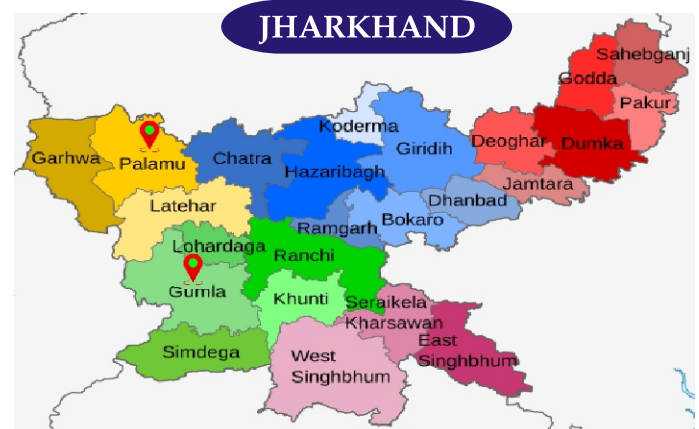 JHARKHAND
Sahebganj
Godda
Pakur
Koderma
Deoghar
Dumka
Giridih
Garhwa
Palamu
Chatra
Hazaribagh
Jamtara
Dhanbad
Latehar
Bokaro
Ramgarh
Lohardaga
Ranchi
Gumla
Khunti
Seraikela
Kharsawan
Simdega
West
Singhbhum
East
Singhbhum